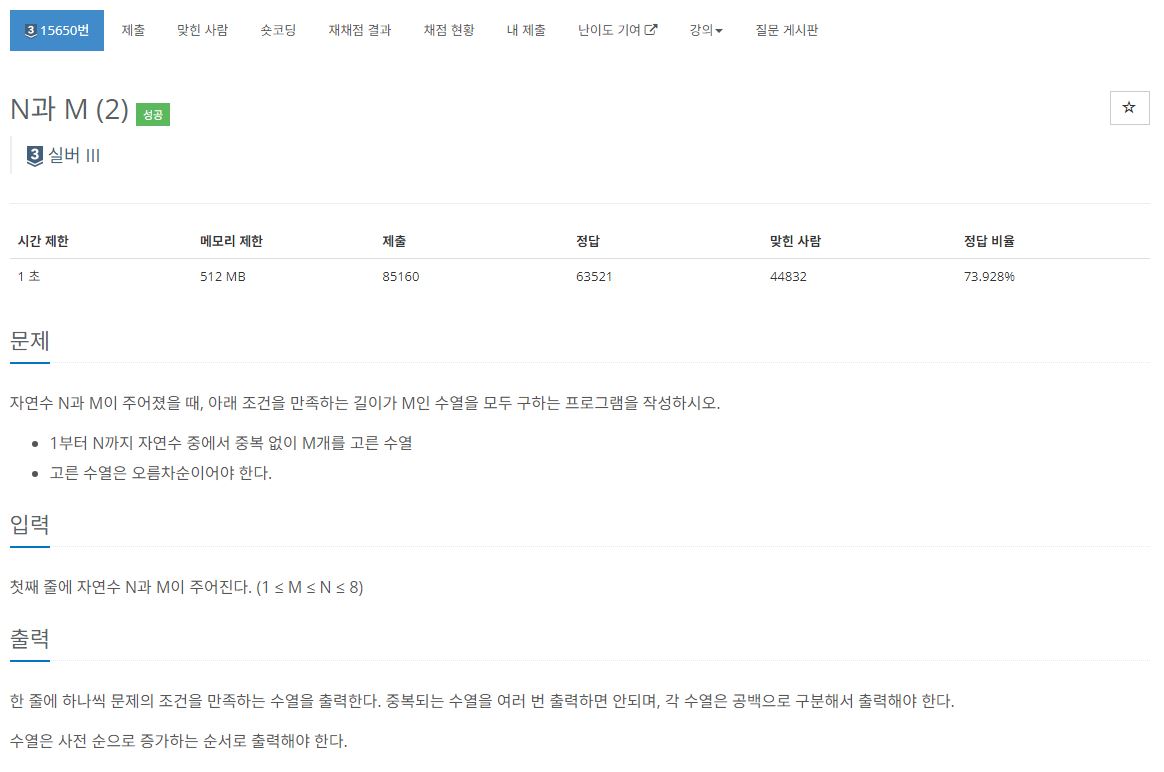 3 15650번 제출 맞힌 사람 숏코딩 재채점 결과 채점 현황 내 제출 난이도 기여 강의 질문 게시판
N과 M (2) 성공
3 실버 III
시간 제한 메모리 제한 제출 정답 맞힌 사람 정답 비율
1 초 512 MB 85160 63521 44832 73.928%
문제
자연수 N과 M이 주어졌을 때, 아래 조건을 만족하는 길이가 M인 수열을 모두 구하는 프로그램을 작성하시오.
• 1부터 N까지 자연수 중에서 중복 없이 M개를 고른 수열
• 고른 수열은 오름차순이어야 한다.
입력
첫째 줄에 자연수 N과 M이 주어진다. (1 ≤ M ≤ N ≤ 8)
출력
한 줄에 하나씩 문제의 조건을 만족하는 수열을 출력한다. 중복되는 수열을 여러 번 출력하면 안되며, 각 수열은 공백으로 구분해서 출력해야 한다.
수열은 사전 순으로 증가하는 순서로 출력해야 한다.